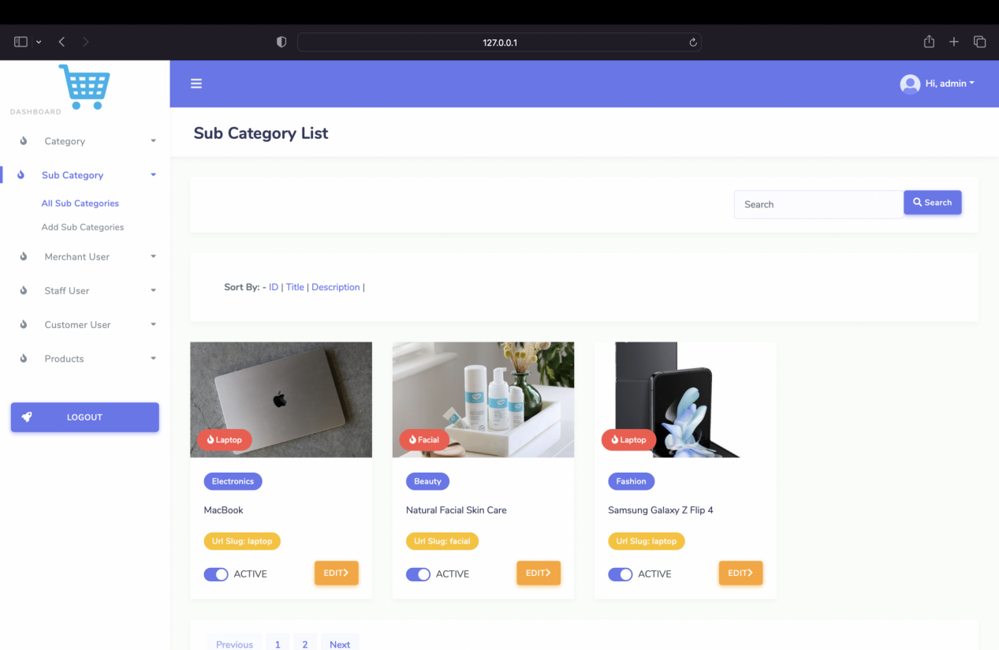 127.0.0.1
Hi, admin
DASHBOARD
Category
Sub Category
All Sub Categories
Add Sub Categories
Merchant User
Staff User
Customer User
Products
LOGOUT
Sub Category List
Search Search
Sort By: - ID | Title | Description |
Laptop
Electronics
MacBook
Url Slug: laptop
ACTIVE EDIT
Facial
Beauty
Natural Facial Skin Care
Url Slug: facial
ACTIVE EDIT
Laptop
Fashion
Samsung Galaxy Z Flip 4
Url Slug: laptop
ACTIVE EDIT
Previous 1 2 Next